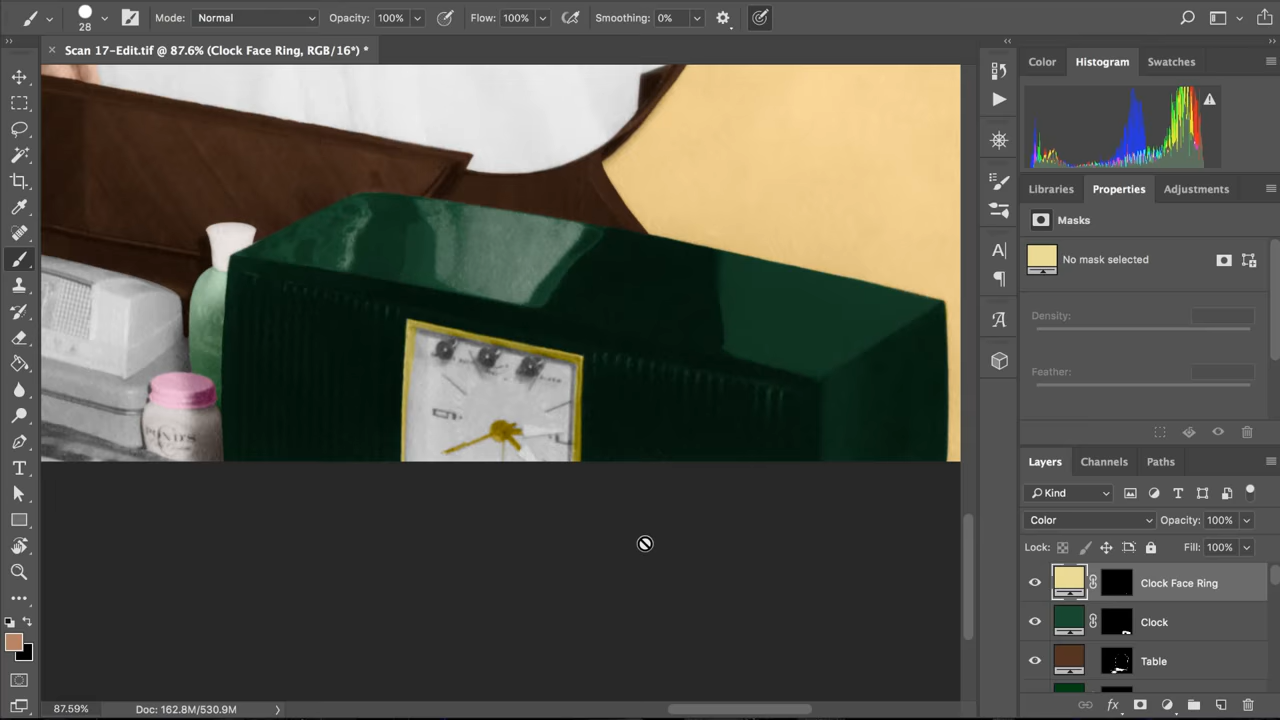 28 Mode: Normal Opacity: 100% Flow: 100% Smoothing: 0%
× Scan 17-Edit.tif @ 87.6% (Clock Face Ring, RGB/16*) *
Color Histogram Swatches
Libraries Properties Adjustments
Masks
No mask selected
Density:
Feather:
POND'S
Layers Channels Paths
Kind
Color Opacity: 100%
Lock: Fill: 100%
Clock Face Ring
Clock
Table
87.59% Doc: 162.8M/530.9M